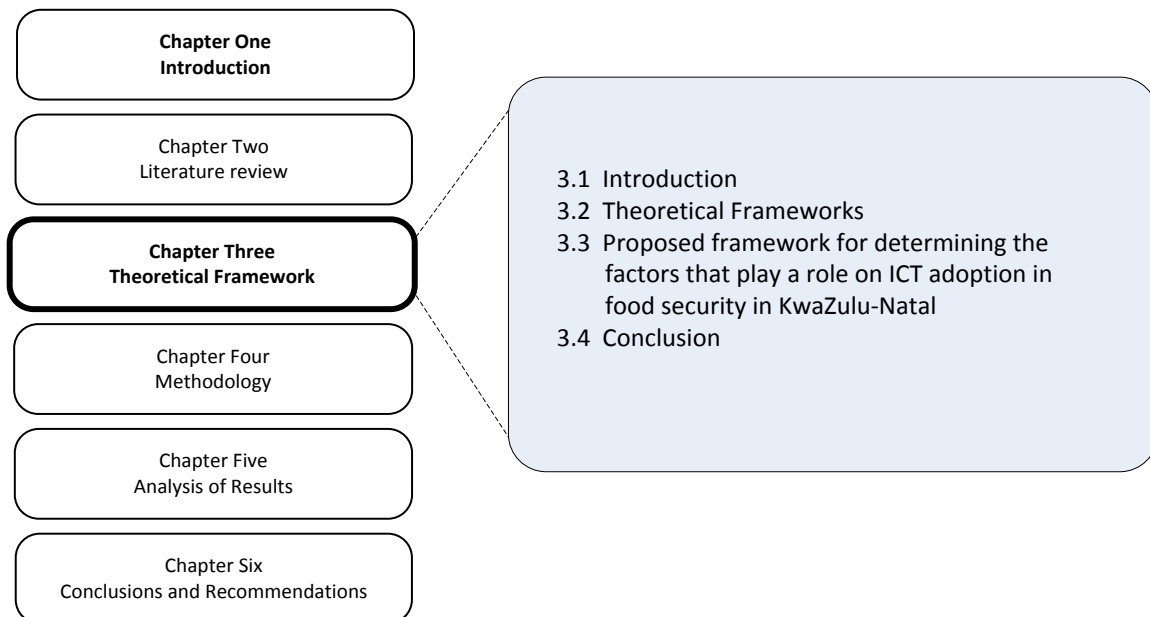 Chapter One
Introduction
Chapter Two
Literature review
Chapter Three
Theoretical Framework
Chapter Four
Methodology
Chapter Five
Analysis of Results
Chapter Six
Conclusions and Recommendations
3.1 Introduction
3.2 Theoretical Frameworks
3.3 Proposed framework for determining the
factors that play a role on ICT adoption in
food security in KwaZulu-Natal
3.4 Conclusion